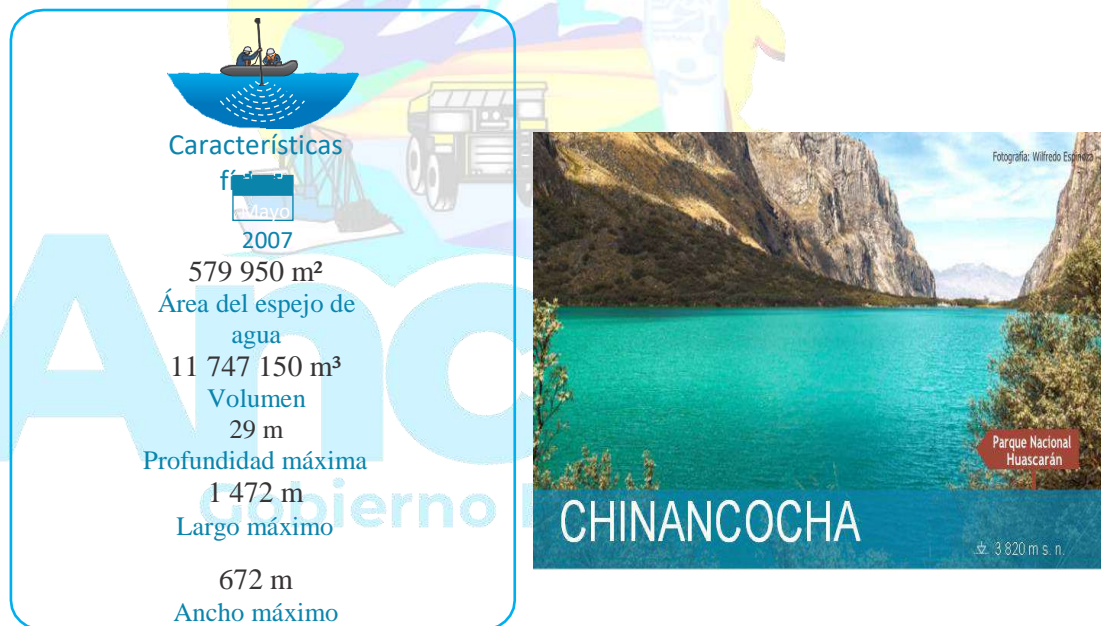 Características
Mayo
2007
579 950 m²
Área del espejo de
agua
11 747 150 m³
Volumen
29 m
Profundidad máxima
1 472 m
Largo máximo
672 m
Ancho máximo
Gobierno
Fotografía: Wilfredo Espinoza
Parque Nacional
Huascarán
CHINANCOCHA
3 820 m s. n.